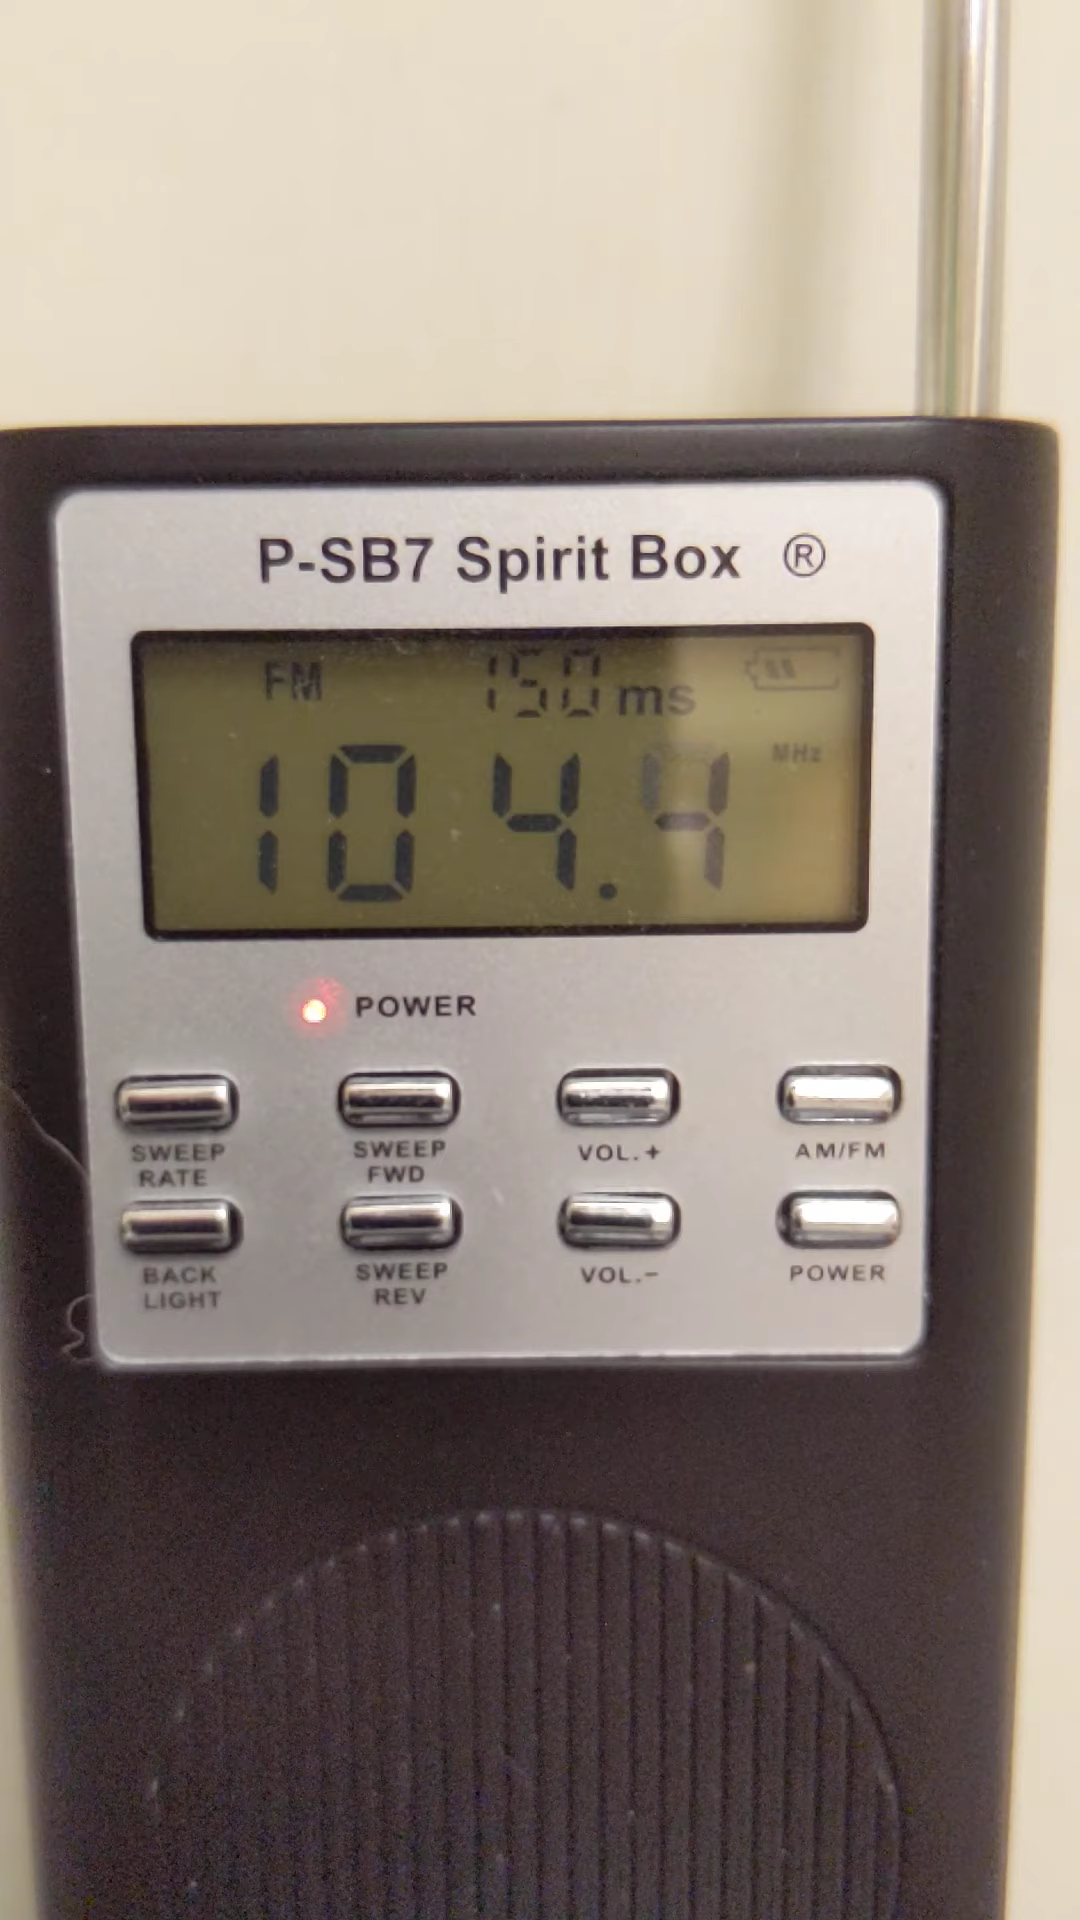 P-SB7 Spirit Box ®
FM 150 ms
104.4 MHz
POWER
SWEEP RATE
SWEEP FWD
VOL.+
AM/FM
BACK LIGHT
SWEEP REV
VOL.-
POWER